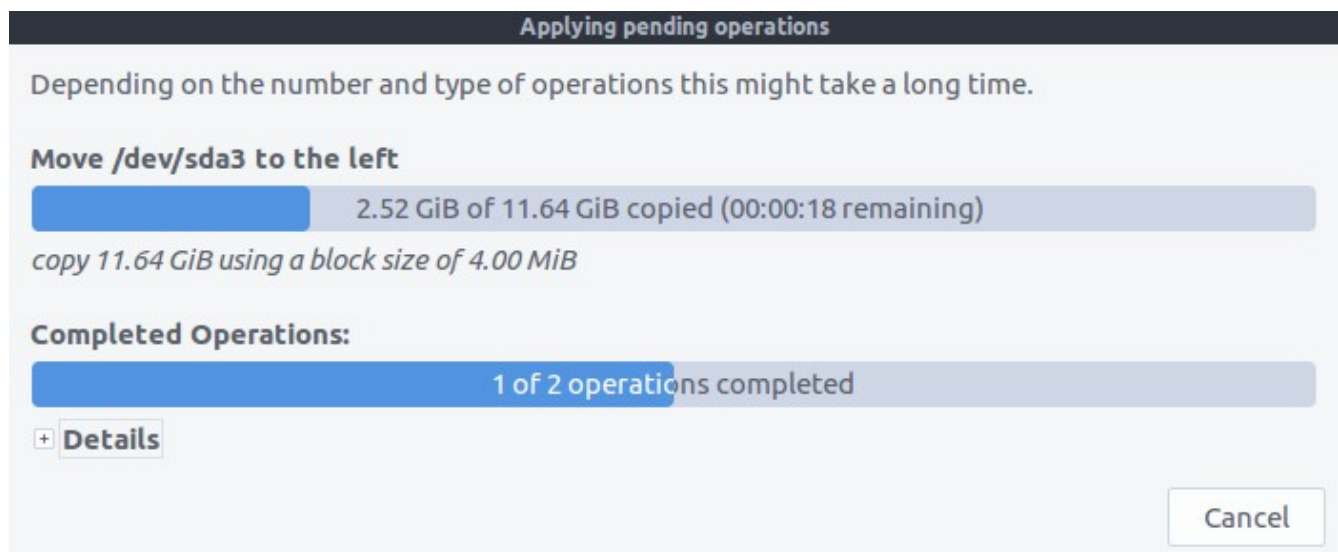 Applying pending operations
Depending on the number and type of operations this might take a long time.
Move /dev/sda3 to the left
2.52 GiB of 11.64 GiB copied (00:00:18 remaining)
copy 11.64 GiB using a block size of 4.00 MiB
Completed Operations:
1 of 2 operations completed
+ Details
Cancel